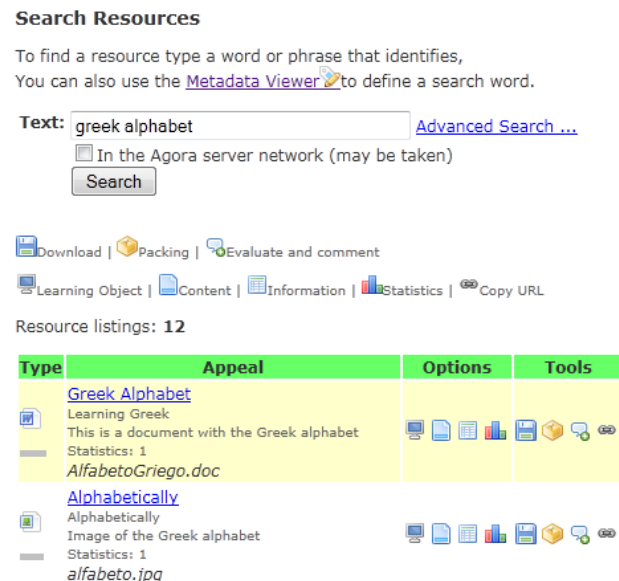 Search Resources
To find a resource type a word or phrase that identifies,
You can also use the Metadata Viewer to define a search word.
Text: greek alphabet Advanced Search ...
In the Agora server network (may be taken)
Search
Download | Packing | Evaluate and comment
Learning Object | Content | Information | Statistics | Copy URL
Resource listings: 12
Type Appeal Options Tools
Greek Alphabet
Learning Greek
This is a document with the Greek alphabet
Statistics: 1
AlfabetoGriego.doc
Alphabetically
Alphabetically
Image of the Greek alphabet
Statistics: 1
alfabeto.jpg